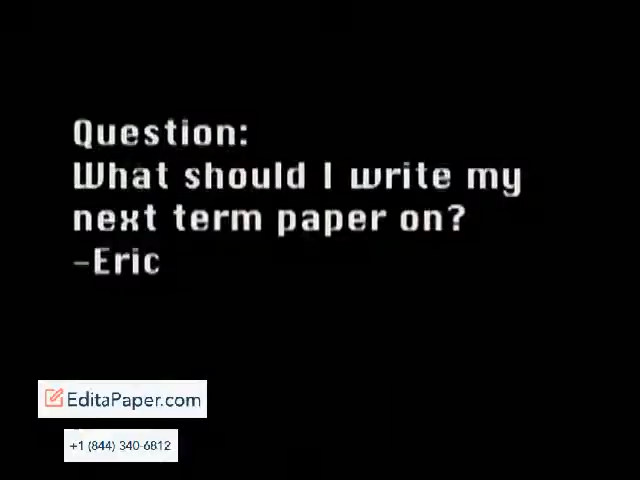 Question:
What should I write my
next term paper on?
-Eric
EditaPaper.com
+1 (844) 340-6812